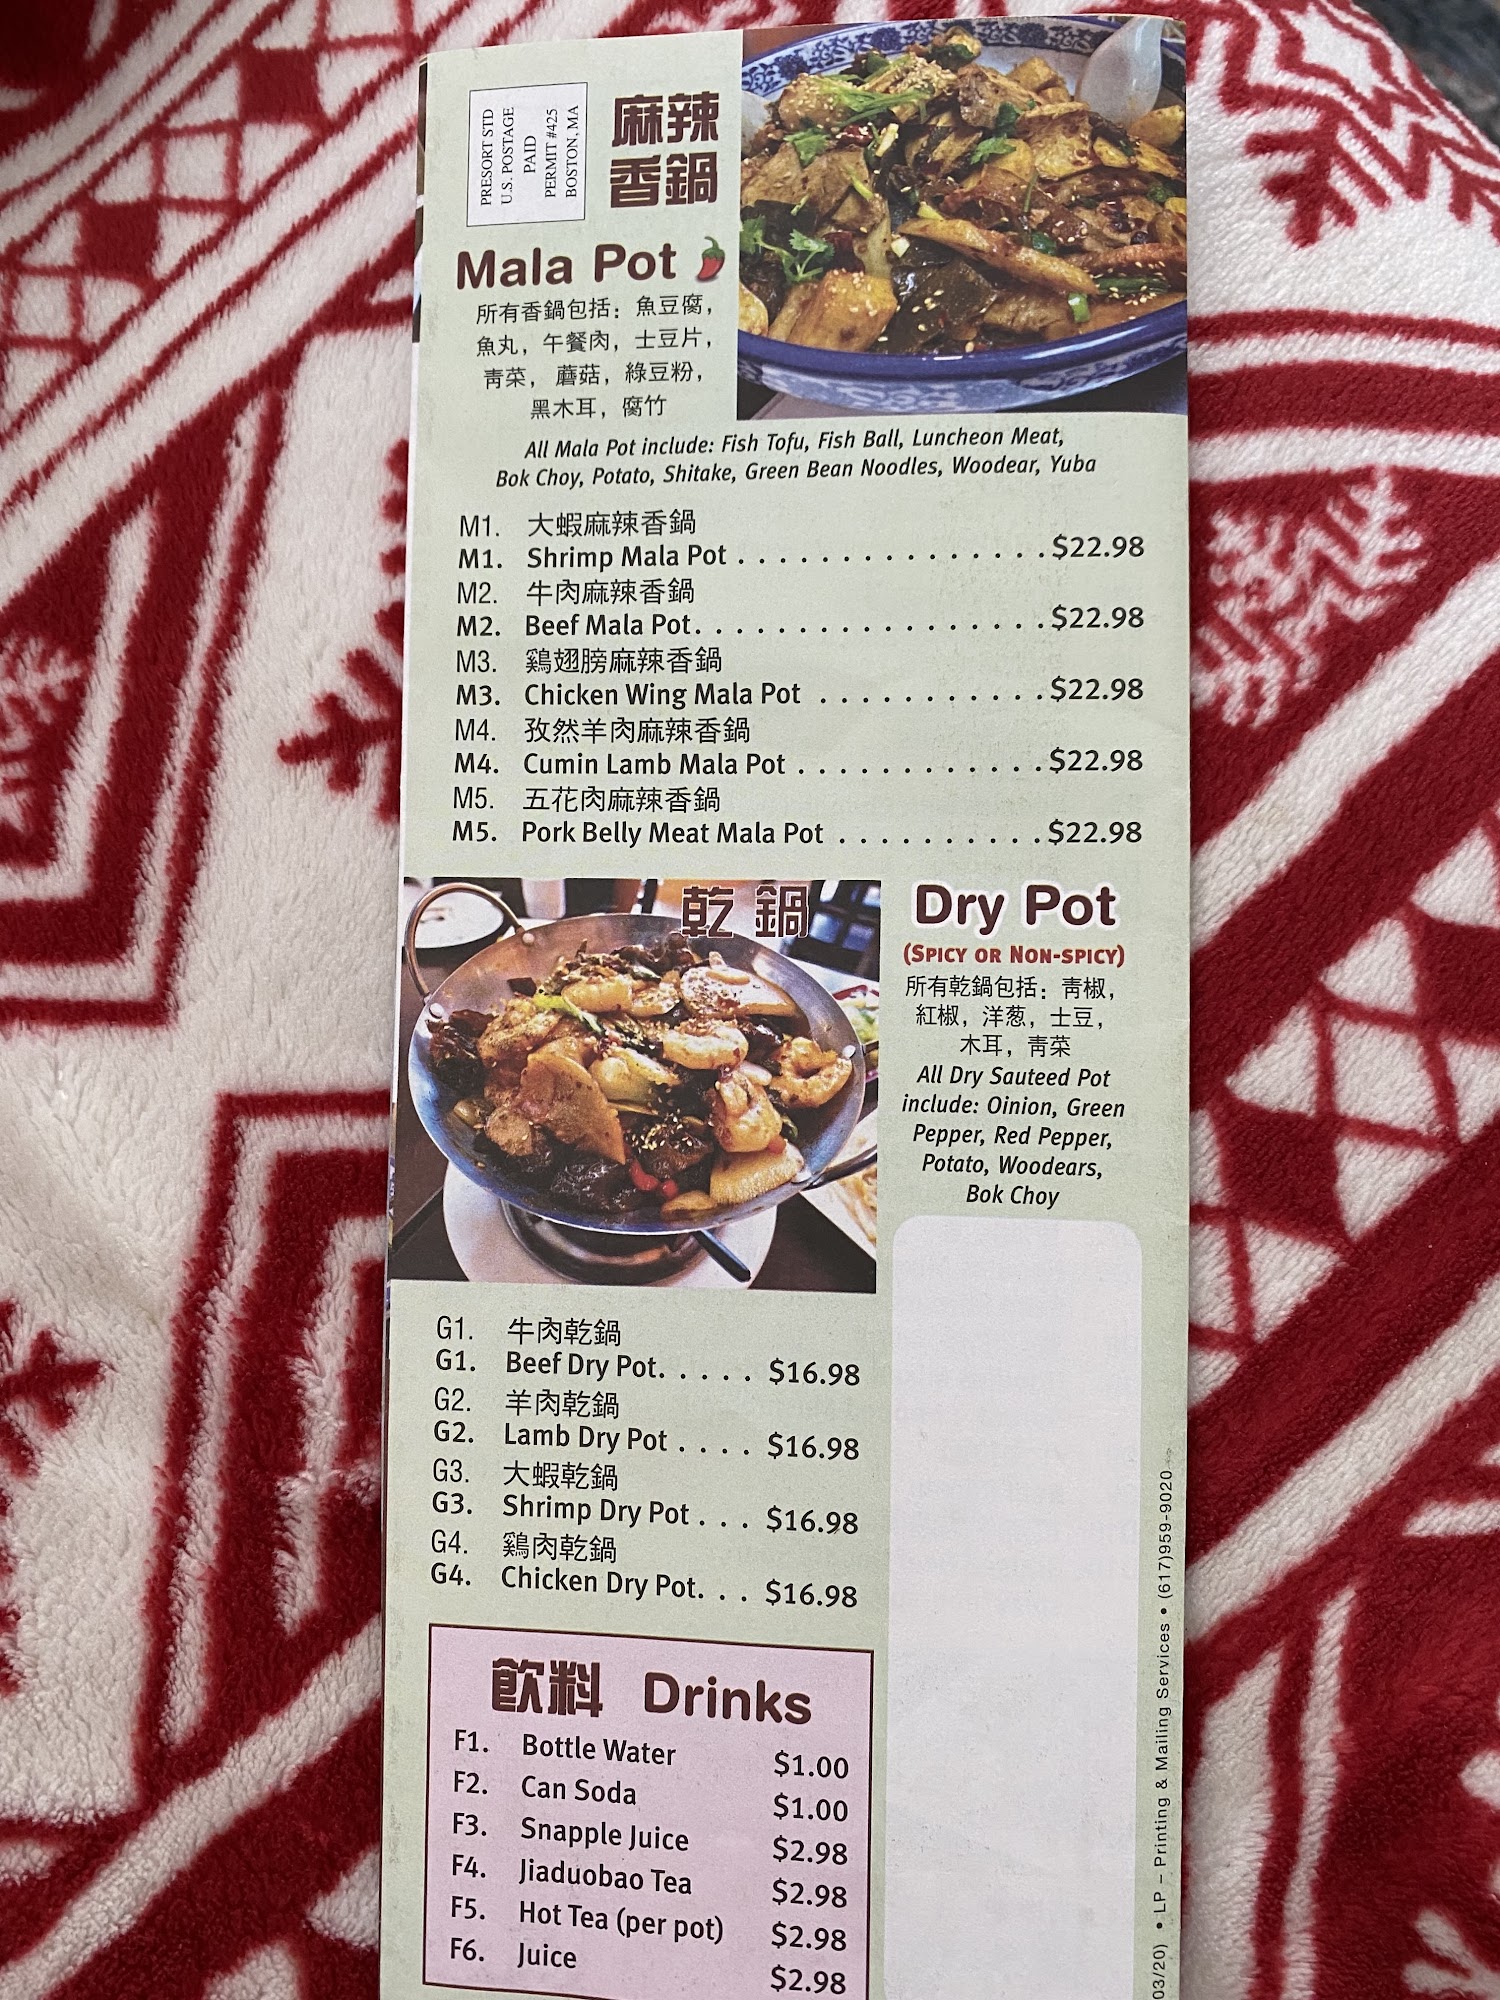 PRESORT STD
U.S. POSTAGE
PAID
PERMIT #425
BOSTON, MA
麻辣
香鍋
Mala Pot
所有香鍋包括: 魚豆腐,
魚丸, 午餐肉, 士豆片,
青菜, 蘑菇, 綠豆粉,
黑木耳, 腐竹
All Mala Pot include: Fish Tofu, Fish Ball, Luncheon Meat,
Bok Choy, Potato, Shitake, Green Bean Noodles, Woodear, Yuba
M1. 大蝦麻辣香鍋
M1. Shrimp Mala Pot . . . . . . . . . . . . . . . $22.98
M2. 牛肉麻辣香鍋
M2. Beef Mala Pot. . . . . . . . . . . . . . . . . $22.98
M3. 鷄翅膀麻辣香鍋
M3. Chicken Wing Mala Pot . . . . . . . . . . . $22.98
M4. 孜然羊肉麻辣香鍋
M4. Cumin Lamb Mala Pot . . . . . . . . . . . . $22.98
M5. 五花肉麻辣香鍋
M5. Pork Belly Meat Mala Pot . . . . . . . . . . $22.98
乾鍋
Dry Pot
(Spicy or Non-spicy)
所有乾鍋包括: 青椒,
紅椒, 洋葱, 士豆,
木耳, 青菜
All Dry Sauteed Pot
include: Oinion, Green
Pepper, Red Pepper,
Potato, Woodears,
Bok Choy
G1. 牛肉乾鍋
G1. Beef Dry Pot. . . . . $16.98
G2. 羊肉乾鍋
G2. Lamb Dry Pot . . . . $16.98
G3. 大蝦乾鍋
G3. Shrimp Dry Pot . . . $16.98
G4. 鷄肉乾鍋
G4. Chicken Dry Pot. . . $16.98
飲料 Drinks
F1. Bottle Water $1.00
F2. Can Soda $1.00
F3. Snapple Juice $2.98
F4. Jiaduobao Tea $2.98
F5. Hot Tea (per pot) $2.98
F6. Juice $2.98
03/20) • LP – Printing & Mailing Services • (617)959-9020